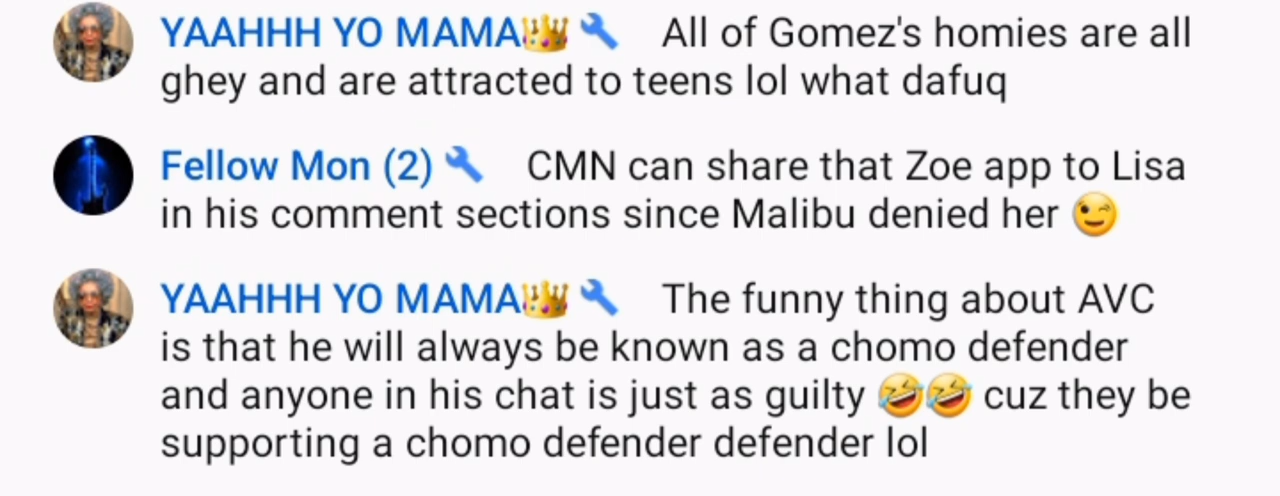 YAAHHH YO MAMA👑🔧 All of Gomez's homies are all
ghey and are attracted to teens lol what dafuq
Fellow Mon (2)🔧 CMN can share that Zoe app to Lisa
in his comment sections since Malibu denied her 😉
YAAHHH YO MAMA👑🔧 The funny thing about AVC
is that he will always be known as a chomo defender
and anyone in his chat is just as guilty 🤣🤣 cuz they be
supporting a chomo defender defender lol